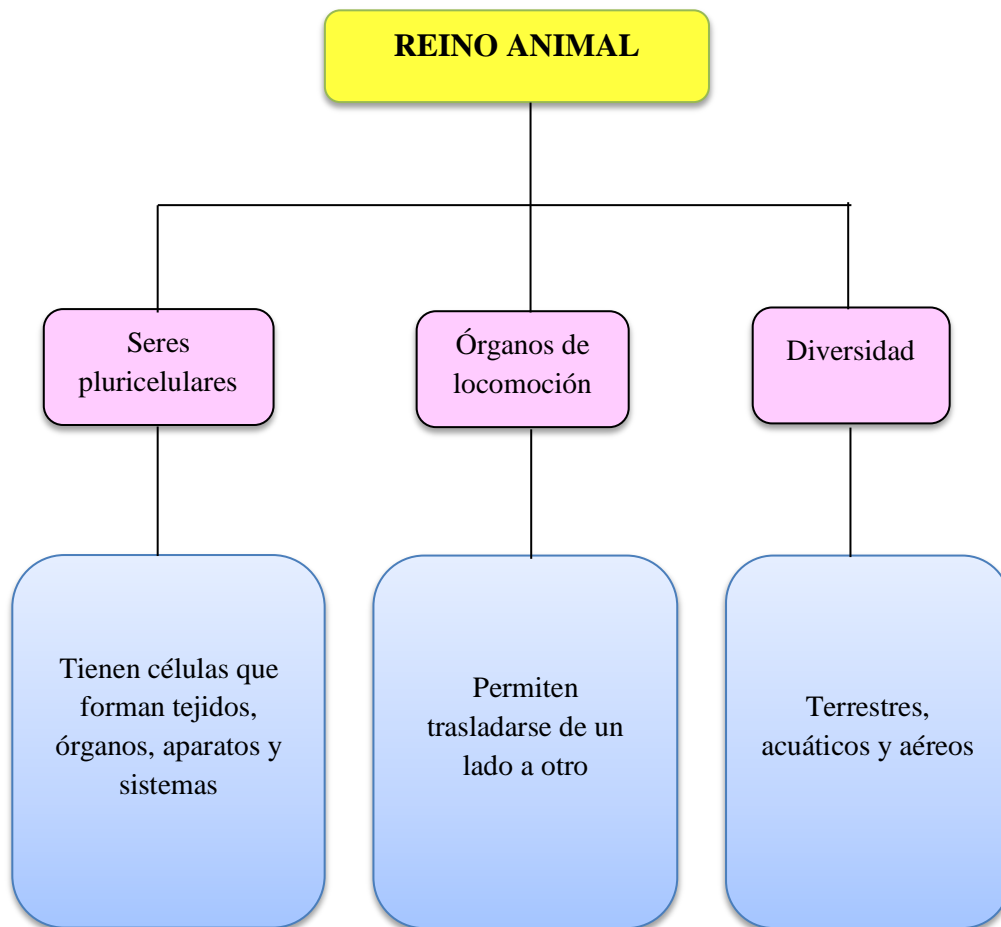 REINO ANIMAL
Seres
pluricelulares
Órganos de
locomoción
Diversidad
Tienen células que
forman tejidos,
órganos, aparatos y
sistemas
Permiten
trasladarse de un
lado a otro
Terrestres,
acuáticos y aéreos